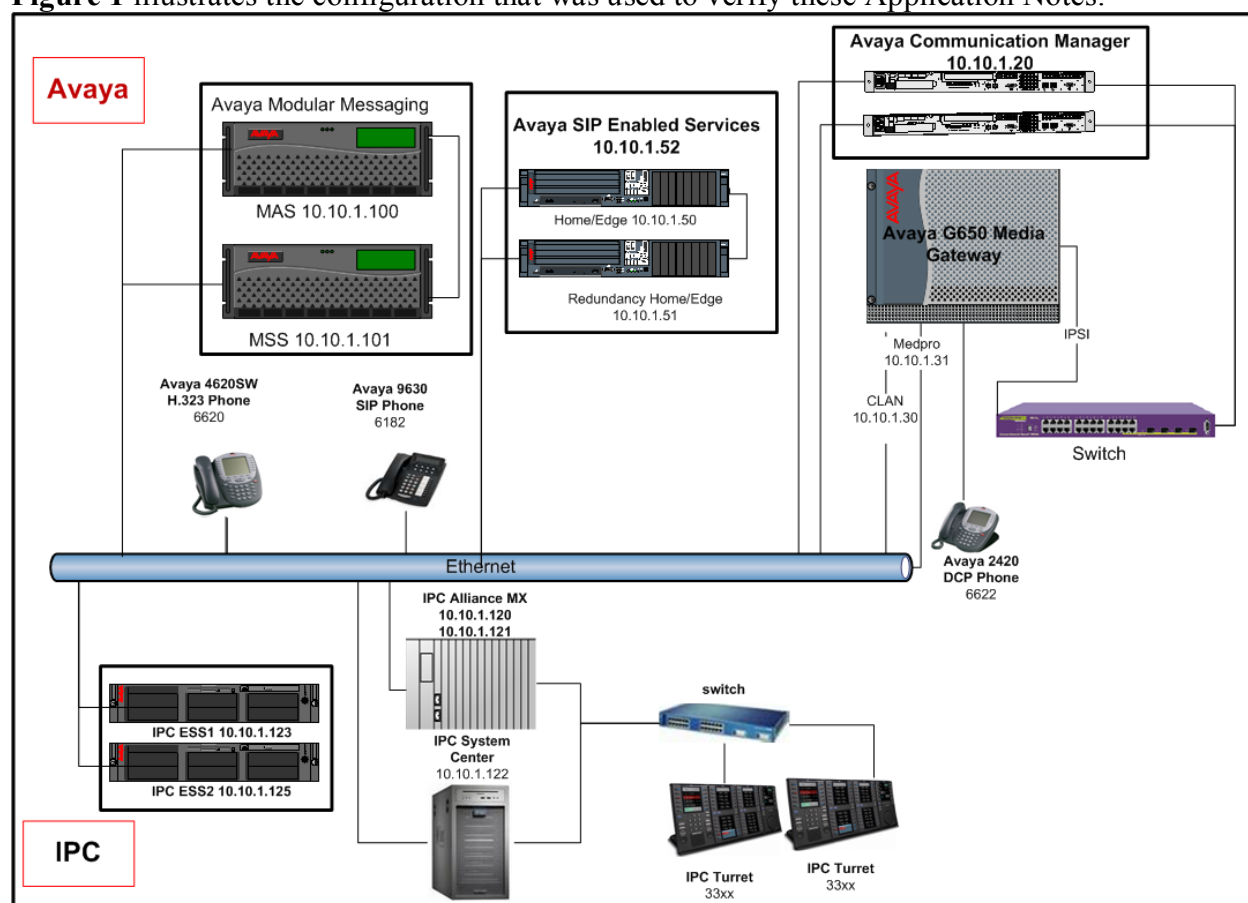 Figure 1 illustrates the configuration that was used to verify these Application Notes.
Avaya
Avaya Modular Messaging
AVAYA
MAS 10.10.1.100
AVAYA
MSS 10.10.1.101
Avaya SIP Enabled Services
10.10.1.52
Home/Edge 10.10.1.50
Redundancy Home/Edge
10.10.1.51
Avaya Communication Manager
10.10.1.20
AVAYA
Avaya G650 Media
Gateway
Medpro
10.10.1.31
CLAN
10.10.1.30
IPSI
Switch
Avaya 4620SW
H.323 Phone
6620
Avaya 9630
SIP Phone
6182
Avaya 2420
DCP Phone
6622
Ethernet
IPC Alliance MX
10.10.1.120
10.10.1.121
IPC ESS1 10.10.1.123
IPC ESS2 10.10.1.125
IPC System
Center
10.10.1.122
switch
IPC Turret
33xx
IPC Turret
33xx
IPC